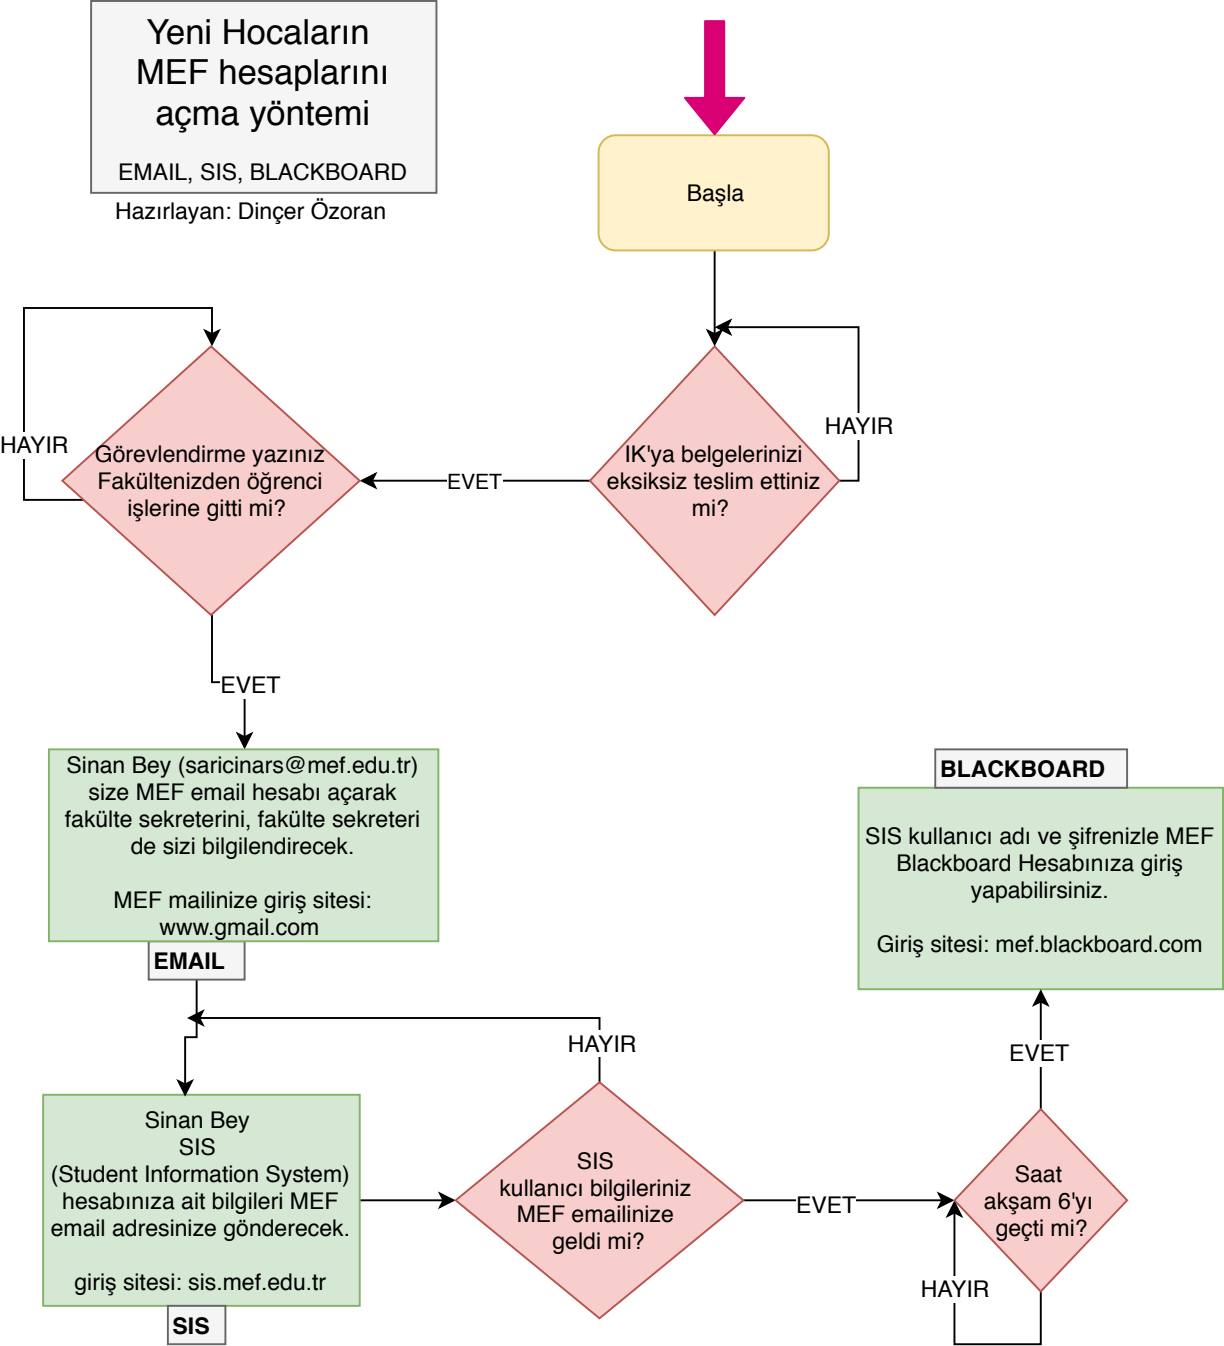 Yeni Hocaların
MEF hesaplarını
açma yöntemi
EMAIL, SIS, BLACKBOARD
Hazırlayan: Dinçer Özoran
Başla
HAYIR
IK'ya belgelerinizi
eksiksiz teslim ettiniz
mi?
EVET
HAYIR
Görevlendirme yazınız
Fakültenizden öğrenci
işlerine gitti mi?
EVET
Sinan Bey (saricinars@mef.edu.tr)
size MEF email hesabı açarak
fakülte sekreterini, fakülte sekreteri
de sizi bilgilendirecek.
MEF mailinize giriş sitesi:
www.gmail.com
EMAIL
Sinan Bey
SIS
(Student Information System)
hesabınıza ait bilgileri MEF
email adresinize gönderecek.
giriş sitesi: sis.mef.edu.tr
SIS
HAYIR
SIS
kullanıcı bilgileriniz
MEF emailinize
geldi mi?
EVET
Saat
akşam 6'yı
geçti mi?
HAYIR
EVET
BLACKBOARD
SIS kullanıcı adı ve şifrenizle MEF
Blackboard Hesabınıza giriş
yapabilirsiniz.
Giriş sitesi: mef.blackboard.com